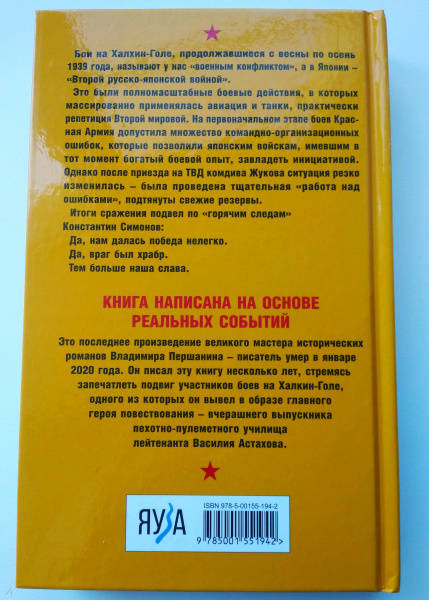 Бои на Халхин-Голе, продолжавшиеся с весны по осень
1939 года, называют у нас «военным конфликтом», а в Японии –
«Второй русско-японской войной».
Это были полномасштабные боевые действия, в которых
массированно применялась авиация и танки, практически
репетиция Второй мировой. На первоначальном этапе боев Крас-
ная Армия допустила множество командно-организационных
ошибок, которые позволили японским войскам, имевшим в
тот момент богатый боевой опыт, завладеть инициативой.
Однако после приезда на ТВД комдива Жукова ситуация резко
изменилась – была проведена тщательная «работа над
ошибками», подтянуты свежие резервы.
Итоги сражения подвел по «горячим следам»
Константин Симонов:
Да, нам далась победа нелегко.
Да, враг был храбр.
Тем больше наша слава.
КНИГА НАПИСАНА НА ОСНОВЕ
РЕАЛЬНЫХ СОБЫТИЙ
Это последнее произведение великого мастера исторических
романов Владимира Першанина – писатель умер в январе
2020 года. Он писал эту книгу несколько лет, стремясь
запечатлеть подвиг участников боев на Халкин-Голе,
одного из которых он вывел в образе главного
героя повествования – вчерашнего выпускника
пехотно-пулеметного училища
лейтенанта Василия Астахова.
ЯУЗА
ISBN 978-5-00155-194-2
9 785001 551942 >